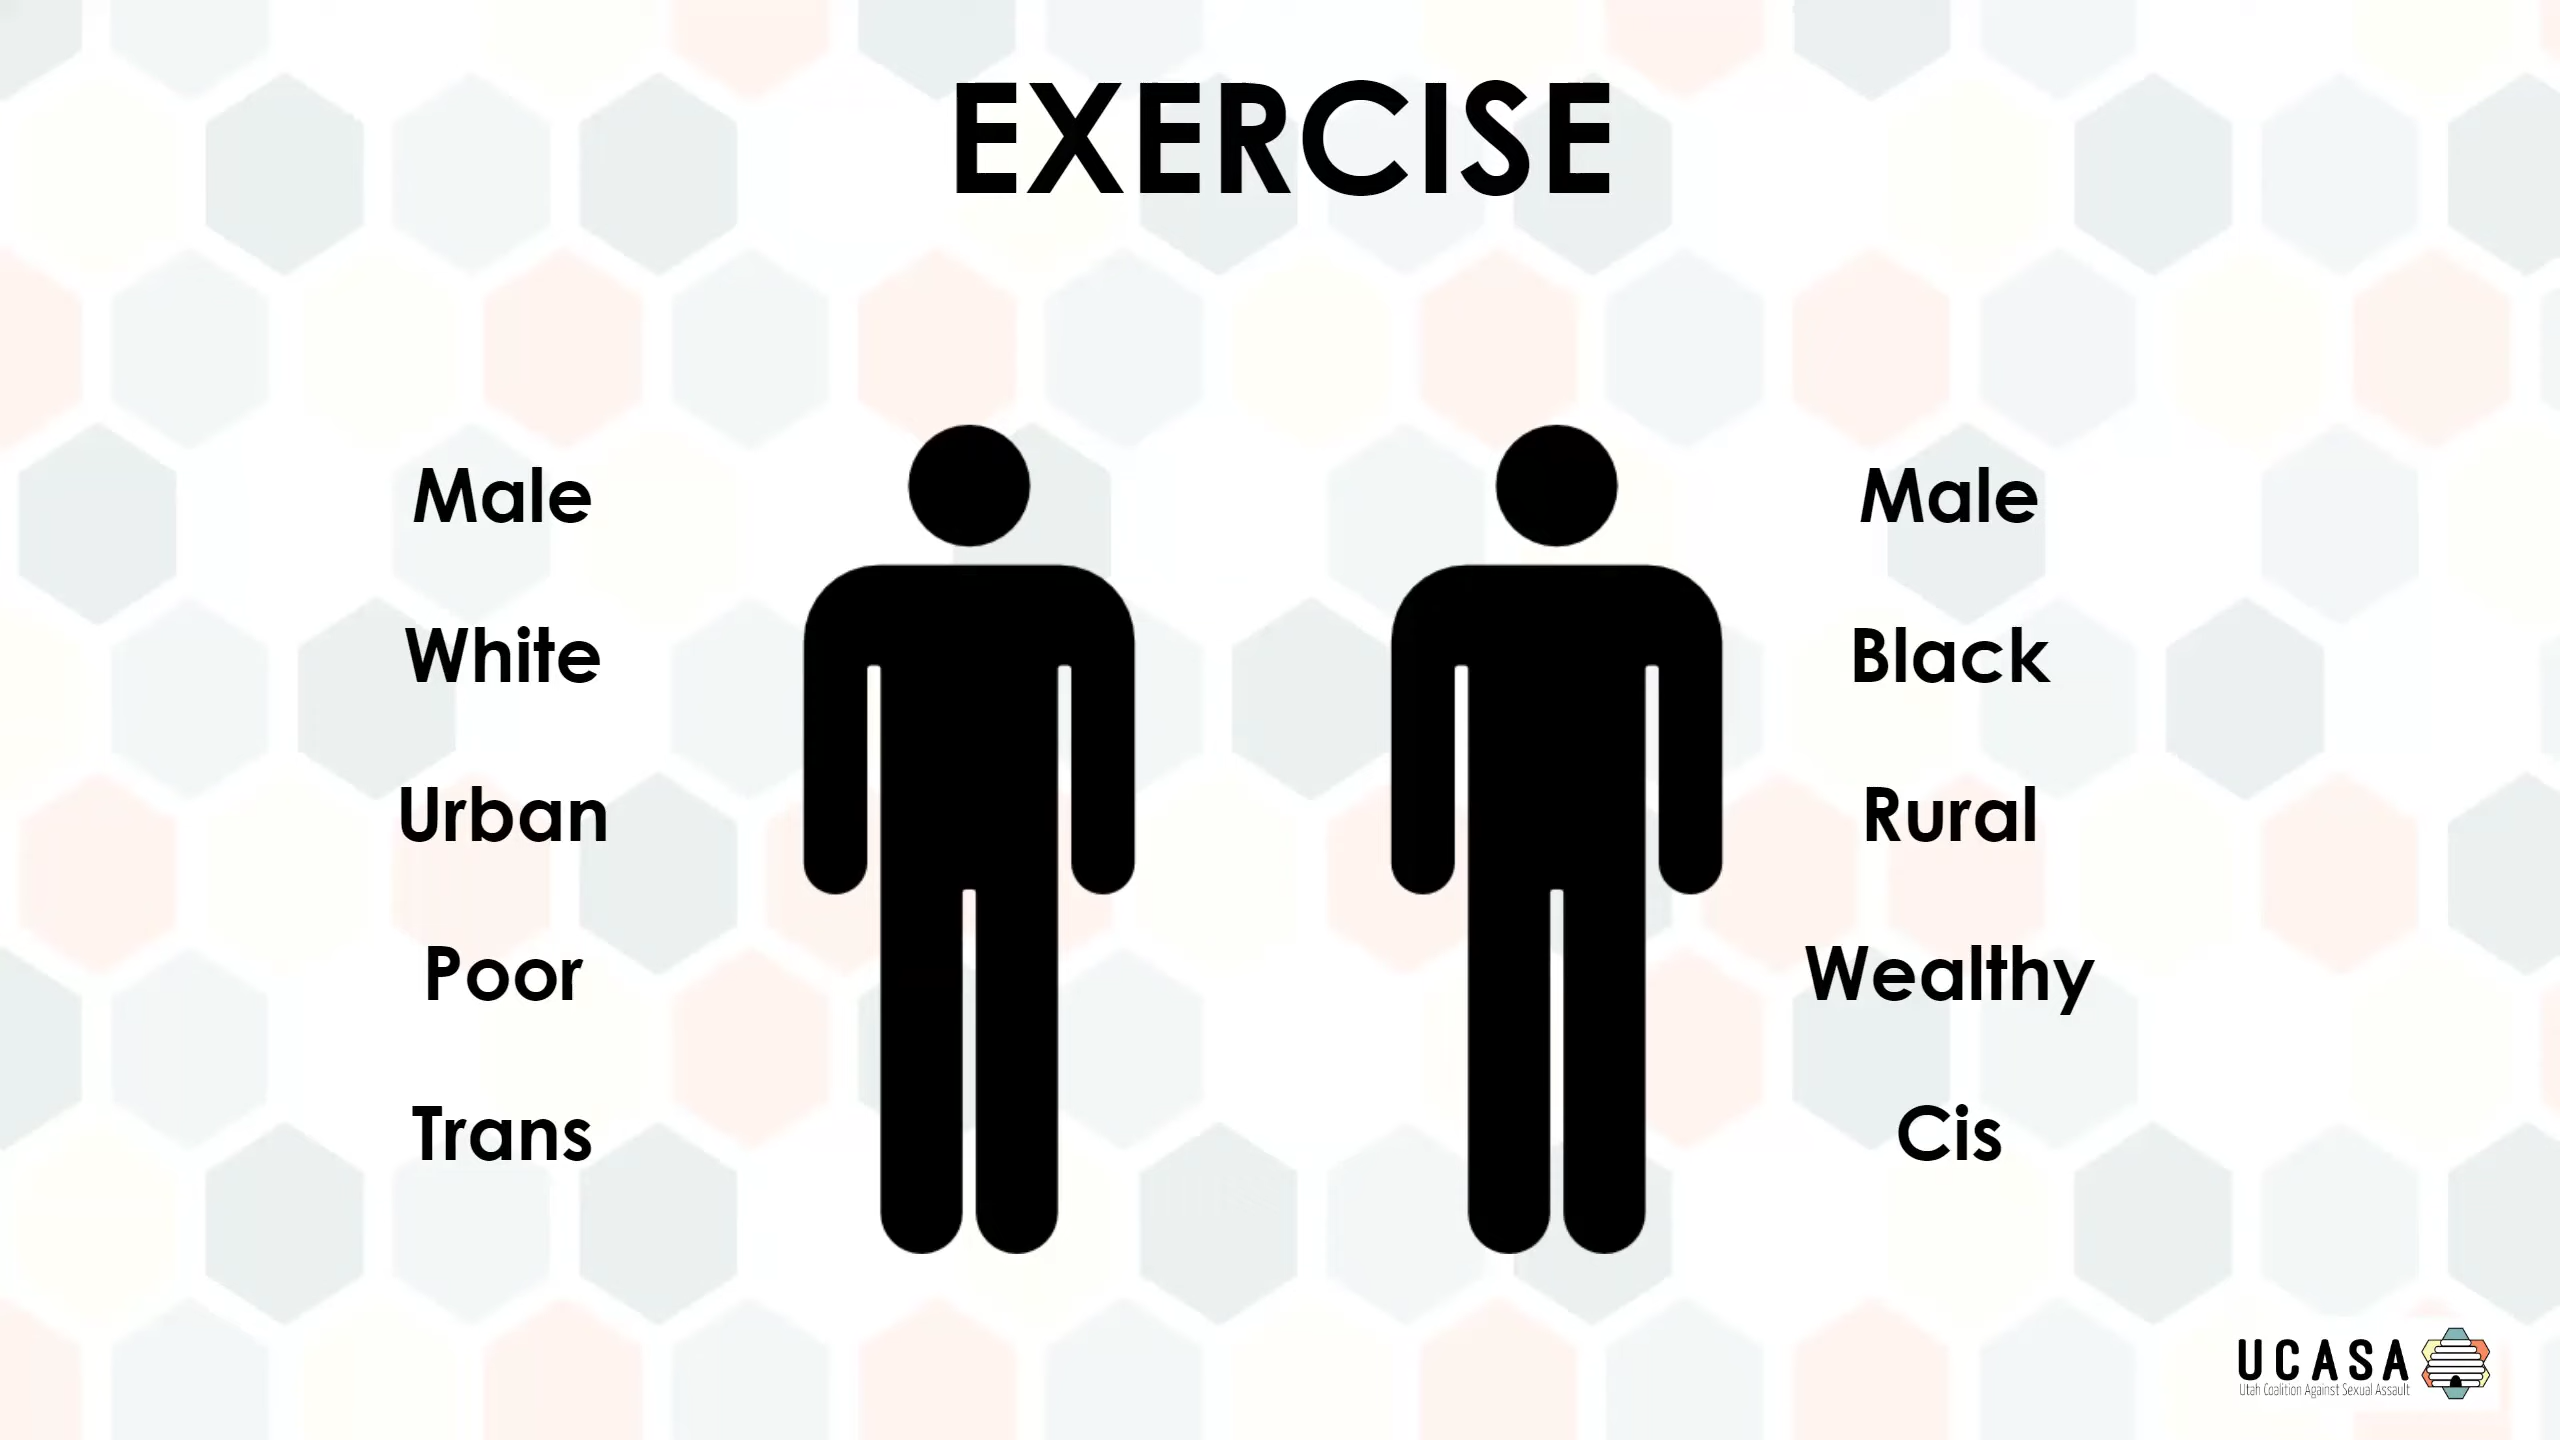 EXERCISE
Male
White
Urban
Poor
Trans
Male
Black
Rural
Wealthy
Cis
UCASA
Utah Coalition Against Sexual Assault